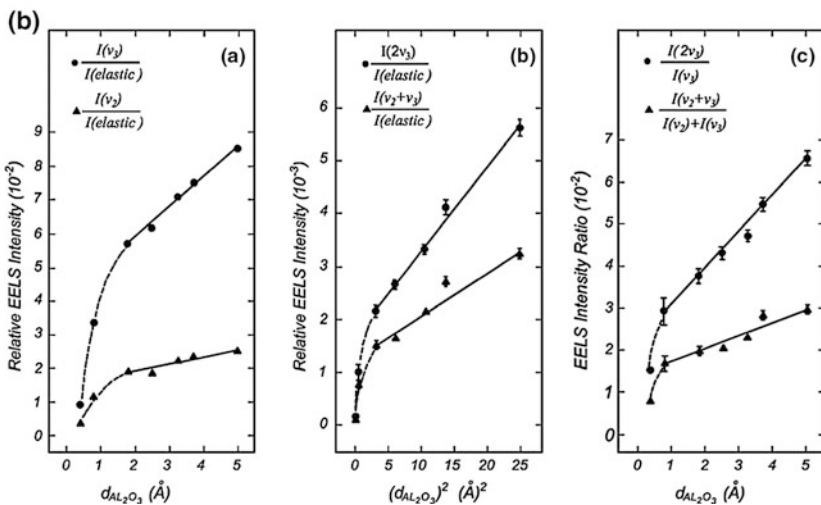 (b)
(a)
I(ν3)
I(elastic)
I(ν2)
I(elastic)
Relative EELS Intensity (10⁻²)
9
8
7
6
5
4
3
2
1
0
0 1 2 3 4 5
dAL2O3 (Å)
(b)
I(2ν3)
I(elastic)
I(ν2+ν3)
I(elastic)
Relative EELS Intensity (10⁻³)
6
5
4
3
2
1
0
0 5 10 15 20 25
(dAL2O3)² (Å)²
(c)
I(2ν3)
I(ν3)
I(ν2+ν3)
I(ν2)+I(ν3)
EELS Intensity Ratio (10⁻²)
7
6
5
4
3
2
1
0
0 1 2 3 4 5
dAL2O3 (Å)